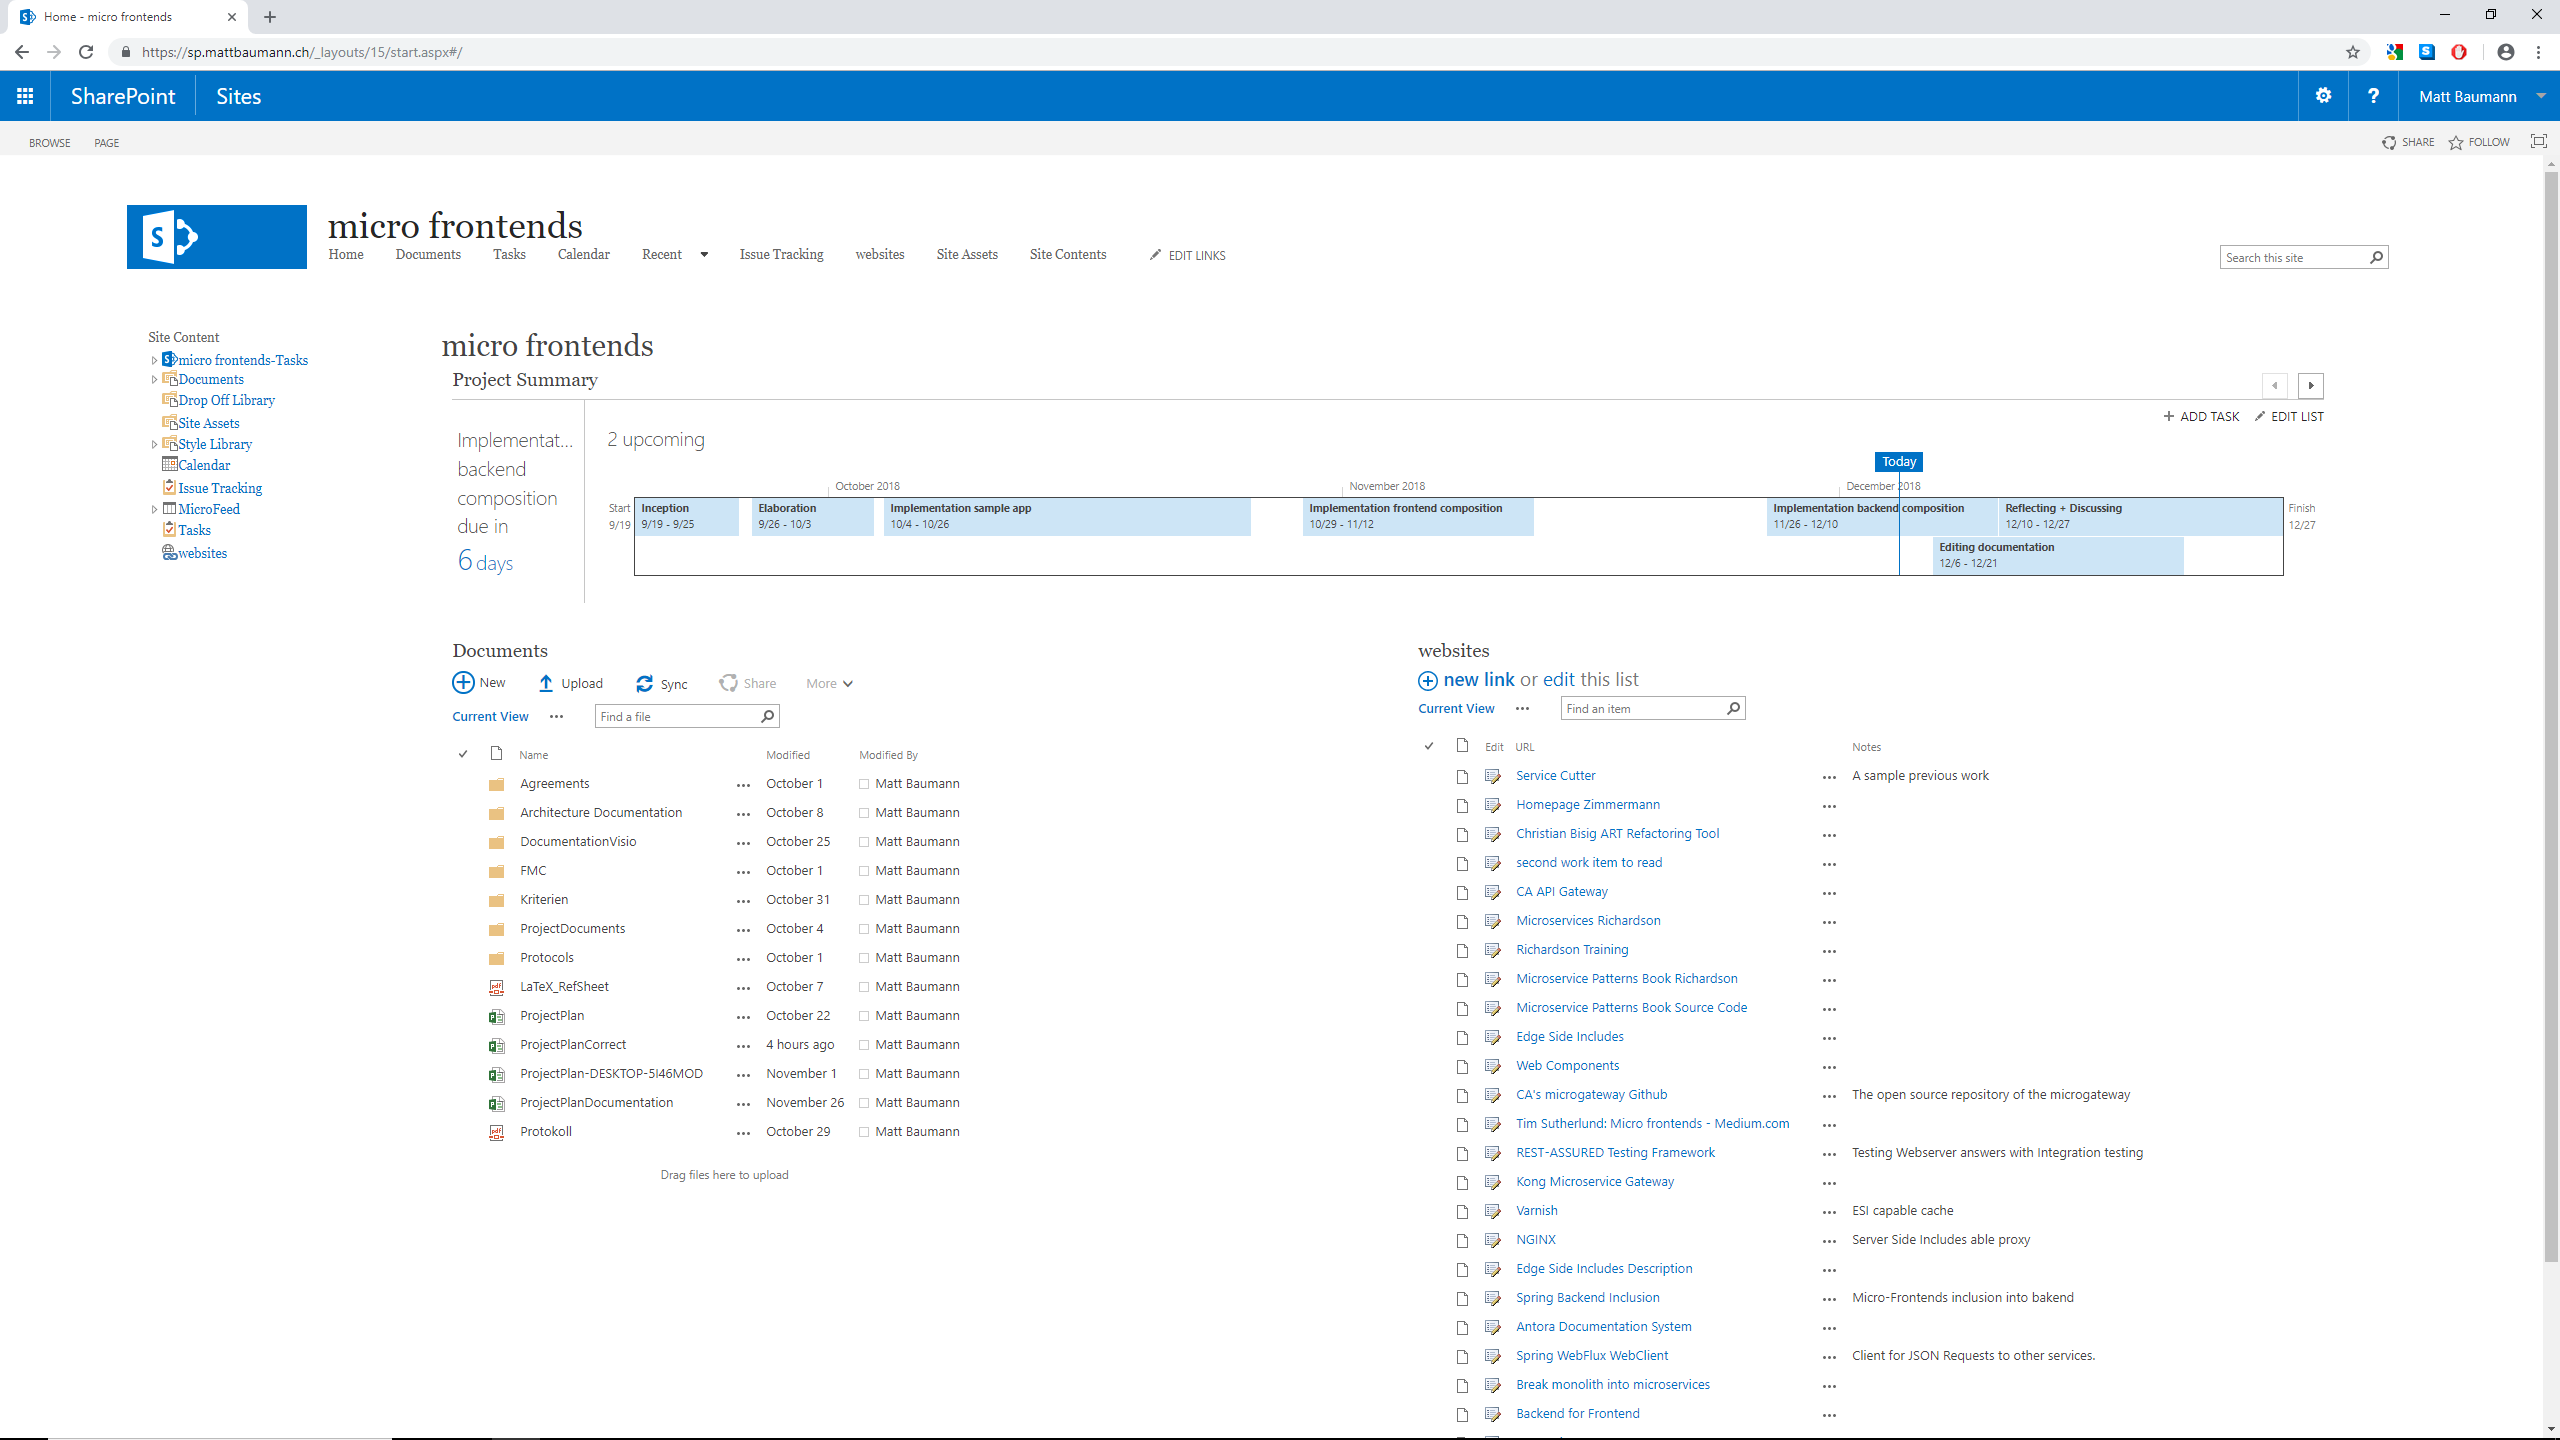 Home - micro frontends
https://sp.mattbaumann.ch/_layouts/15/start.aspx#/
SharePoint Sites ? Matt Baumann
BROWSE PAGE SHARE FOLLOW
micro frontends
Home Documents Tasks Calendar Recent Issue Tracking websites Site Assets Site Contents EDIT LINKS
Search this site
Site Content
micro frontends-Tasks
Documents
Drop Off Library
Site Assets
Style Library
Calendar
Issue Tracking
MicroFeed
Tasks
websites
micro frontends
Project Summary
ADD TASK EDIT LIST
Implementat...
backend
composition
due in
6 days
2 upcoming
Today
October 2018 November 2018 December 2018
Start
9/19
Inception
9/19 - 9/25
Elaboration
9/26 - 10/3
Implementation sample app
10/4 - 10/26
Implementation frontend composition
10/29 - 11/12
Implementation backend composition
11/26 - 12/10
Reflecting + Discussing
12/10 - 12/27
Editing documentation
12/6 - 12/21
Finish
12/27
Documents
New Upload Sync Share More
Current View ... Find a file
Name Modified Modified By
Agreements ... October 1 Matt Baumann
Architecture Documentation ... October 8 Matt Baumann
DocumentationVisio ... October 25 Matt Baumann
FMC ... October 1 Matt Baumann
Kriterien ... October 31 Matt Baumann
ProjectDocuments ... October 4 Matt Baumann
Protocols ... October 1 Matt Baumann
LaTeX_RefSheet ... October 7 Matt Baumann
ProjectPlan ... October 22 Matt Baumann
ProjectPlanCorrect ... 4 hours ago Matt Baumann
ProjectPlan-DESKTOP-5I46MOD ... November 1 Matt Baumann
ProjectPlanDocumentation ... November 26 Matt Baumann
Protokoll ... October 29 Matt Baumann
Drag files here to upload
websites
new link or edit this list
Current View ... Find an item
Edit URL Notes
Service Cutter ... A sample previous work
Homepage Zimmermann ...
Christian Bisig ART Refactoring Tool ...
second work item to read ...
CA API Gateway ...
Microservices Richardson ...
Richardson Training ...
Microservice Patterns Book Richardson ...
Microservice Patterns Book Source Code ...
Edge Side Includes ...
Web Components ...
CA's microgateway Github ... The open source repository of the microgateway
Tim Sutherland: Micro frontends - Medium.com ...
REST-ASSURED Testing Framework ... Testing Webserver answers with Integration testing
Kong Microservice Gateway ...
Varnish ... ESI capable cache
NGINX ... Server Side Includes able proxy
Edge Side Includes Description ...
Spring Backend Inclusion ... Micro-Frontends inclusion into bakend
Antora Documentation System ...
Spring WebFlux WebClient ... Client for JSON Requests to other services.
Break monolith into microservices ...
Backend for Frontend ...